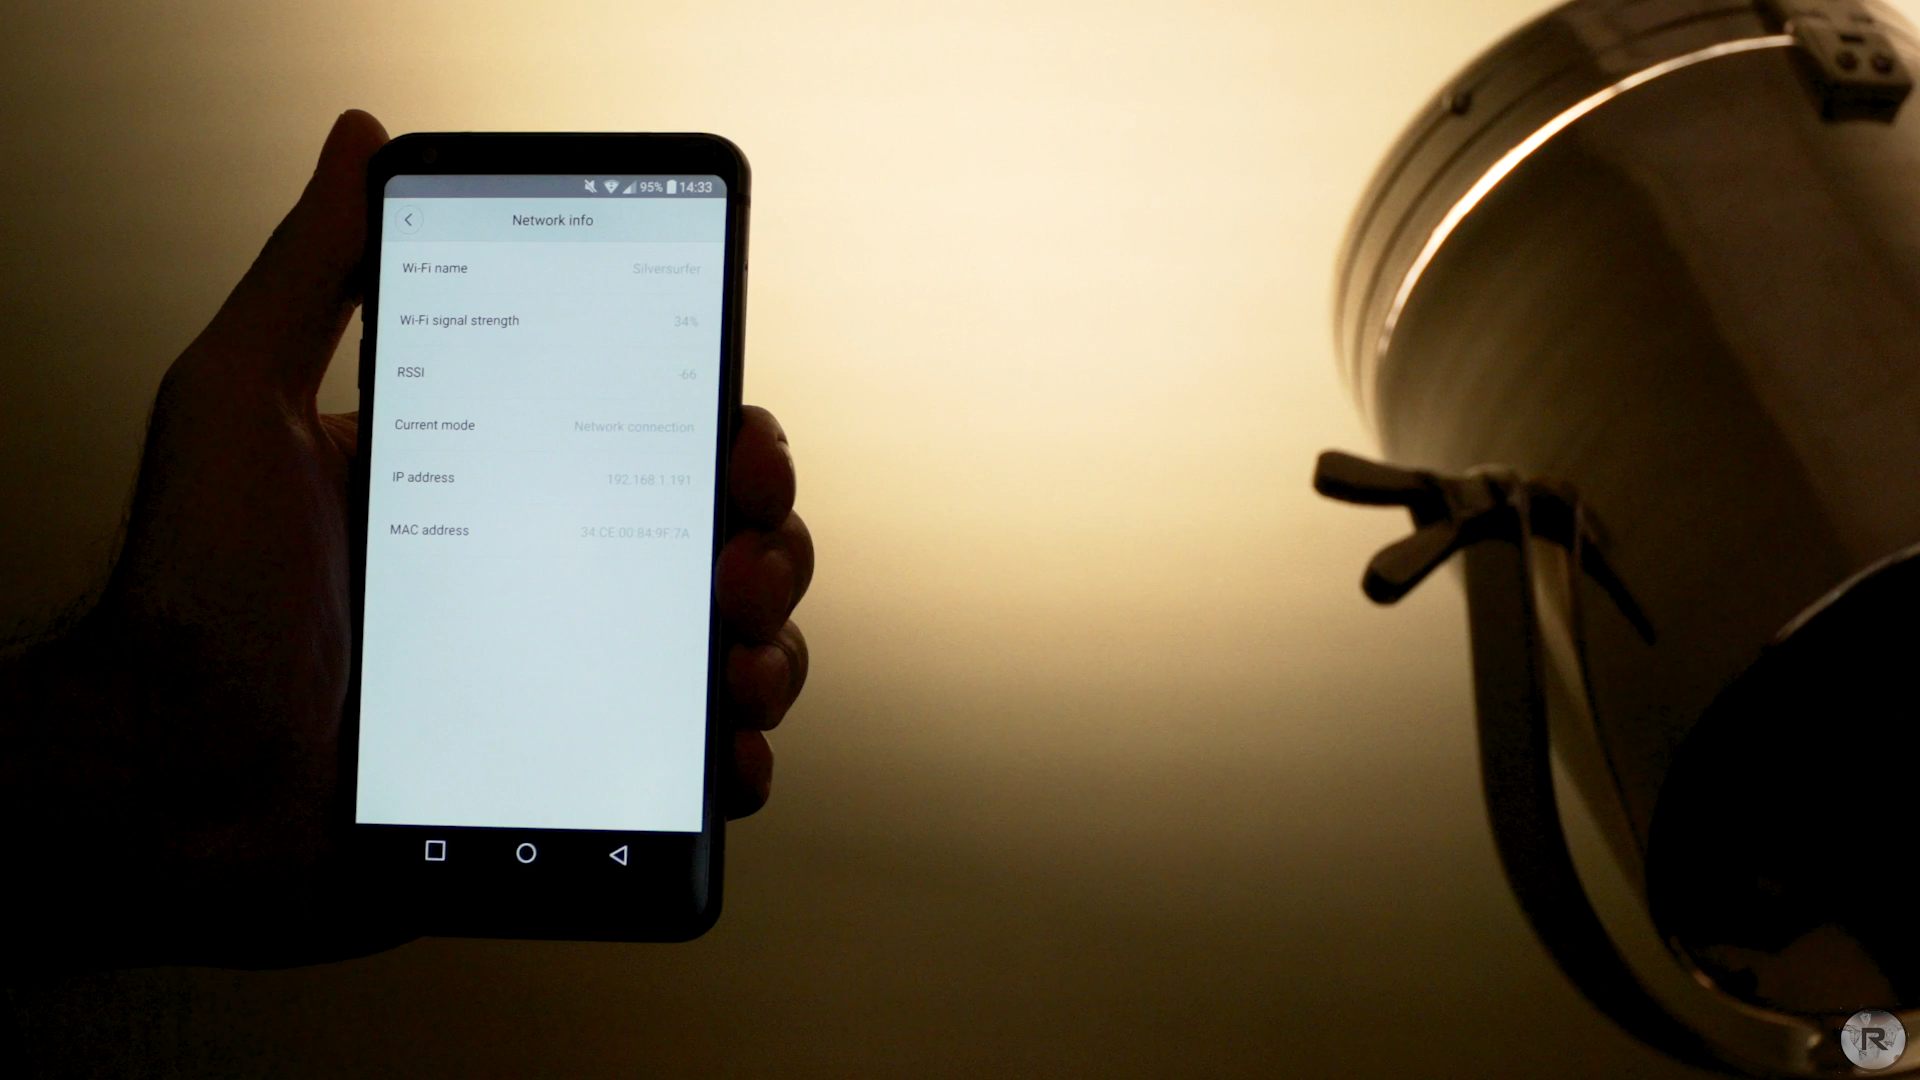 95% 14:33
Network info
Wi-Fi name Silversurfer
Wi-Fi signal strength 34%
RSSI -66
Current mode Network connection
IP address 192.168.1.191
MAC address 34:CE:00:84:9F:7A
R